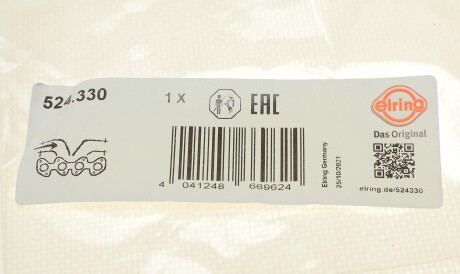 524.330
1 X
EAC
elring
Das Original
4 041248 669624
Elring Germany
25/10/2021
elring.de/524330